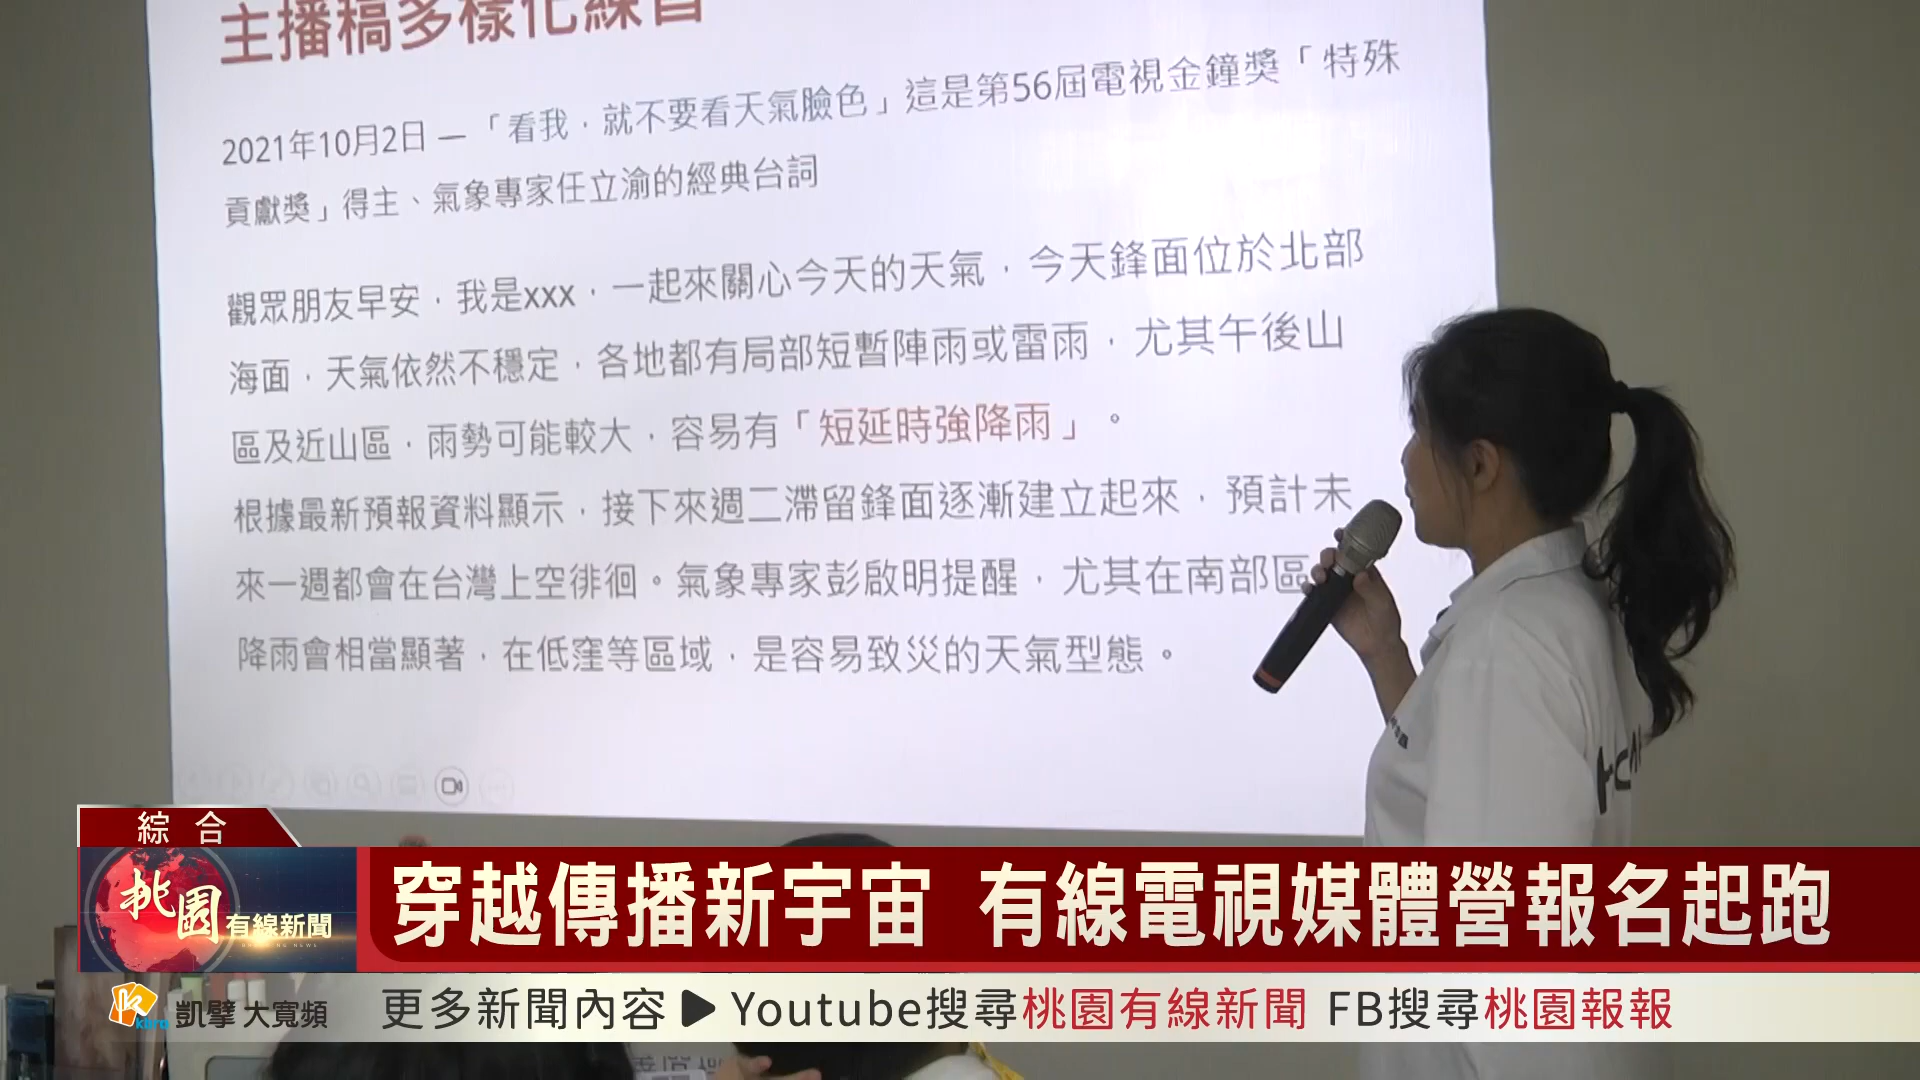 主播稿多樣化練習
2021年10月2日 — 「看我，就不要看天氣臉色」這是第56屆電視金鐘獎「特殊
貢獻獎」得主、氣象專家任立渝的經典台詞
觀眾朋友早安，我是xxx，一起來關心今天的天氣，今天鋒面位於北部
海面，天氣依然不穩定，各地都有局部短暫陣雨或雷雨，尤其午後山
區及近山區，雨勢可能較大，容易有「短延時強降雨」。
根據最新預報資料顯示，接下來週二滯留鋒面逐漸建立起來，預計未
來一週都會在台灣上空徘徊。氣象專家彭啟明提醒，尤其在南部區
降雨會相當顯著，在低窪等區域，是容易致災的天氣型態。
綜合
桃園有線新聞
穿越傳播新宇宙 有線電視媒體營報名起跑
kbro 凱擘大寬頻
更多新聞內容▶Youtube搜尋桃園有線新聞 FB搜尋桃園報報